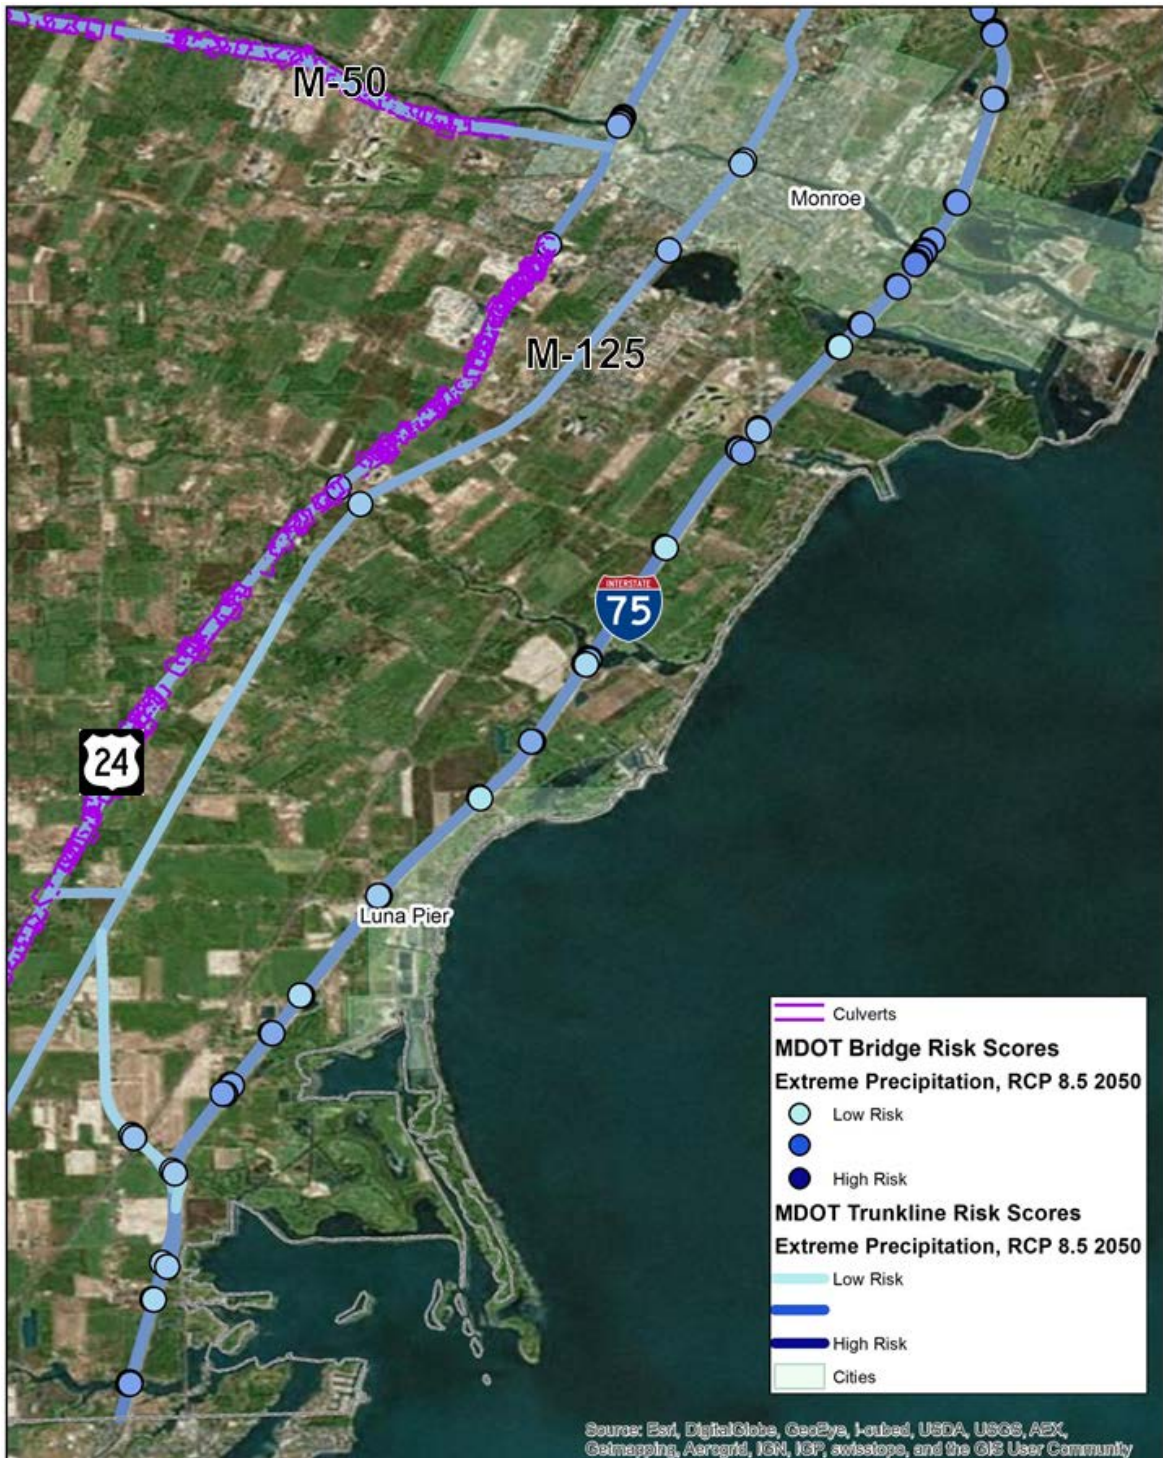 M-50
Monroe
M-125
INTERSTATE
75
24
Luna Pier
Culverts
MDOT Bridge Risk Scores
Extreme Precipitation, RCP 8.5 2050
Low Risk
High Risk
MDOT Trunkline Risk Scores
Extreme Precipitation, RCP 8.5 2050
Low Risk
High Risk
Cities
Source: Esri, DigitalGlobe, GeoEye, i-cubed, USDA, USGS, AEX,
Getmapping, Aerogrid, IGN, IGP, swisstopo, and the GIS User Community